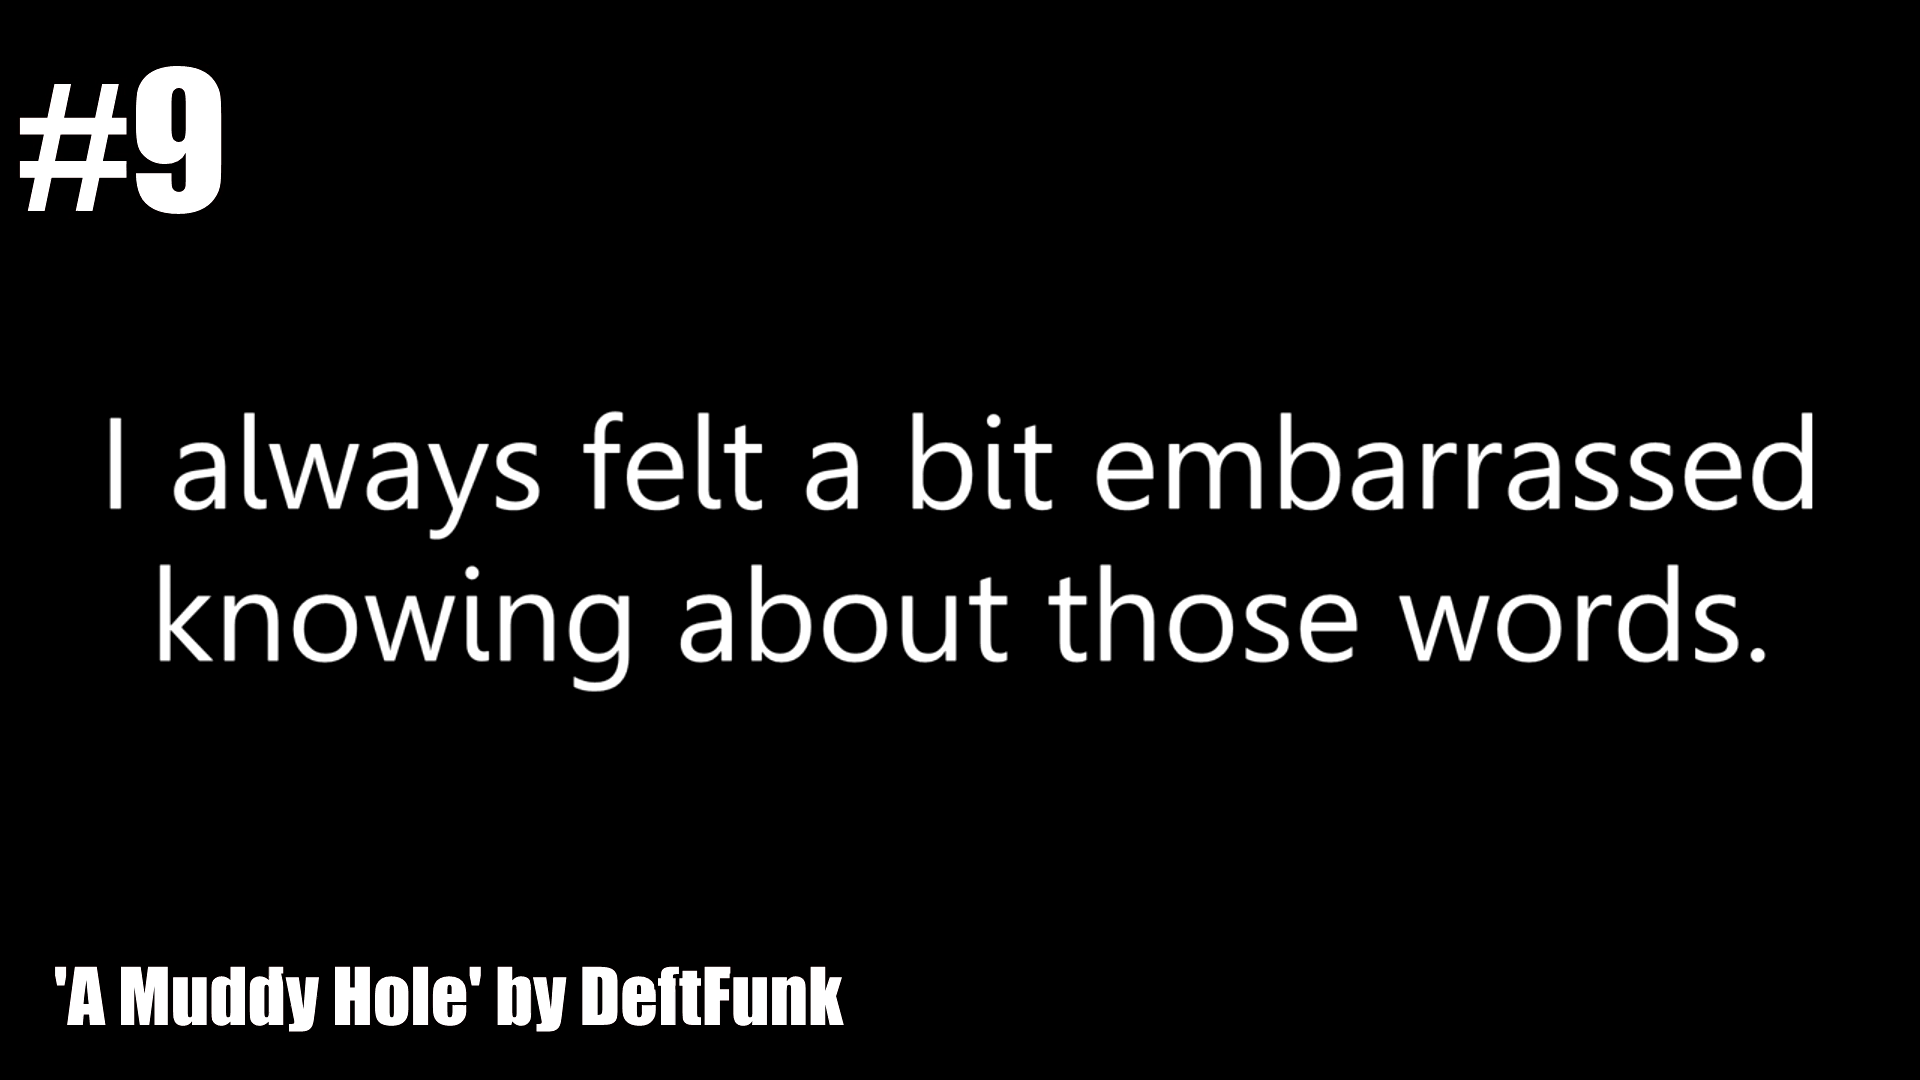 #9
I always felt a bit embarrassed
knowing about those words.
'A Muddy Hole' by DeftFunk